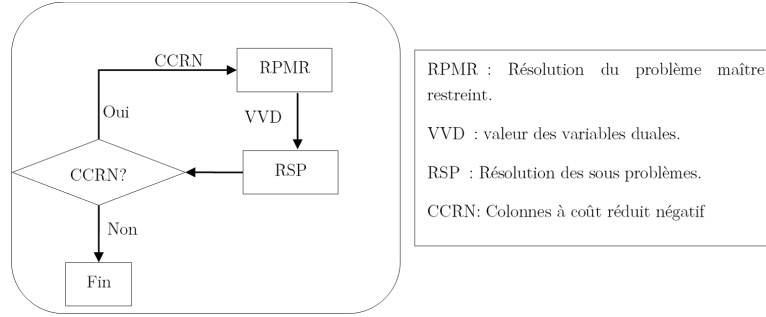 CCRN
RPMR
Oui
VVD
CCRN?
RSP
Non
Fin
RPMR : Résolution du problème maître
restreint.
VVD : valeur des variables duales.
RSP : Résolution des sous problèmes.
CCRN: Colonnes à coût réduit négatif